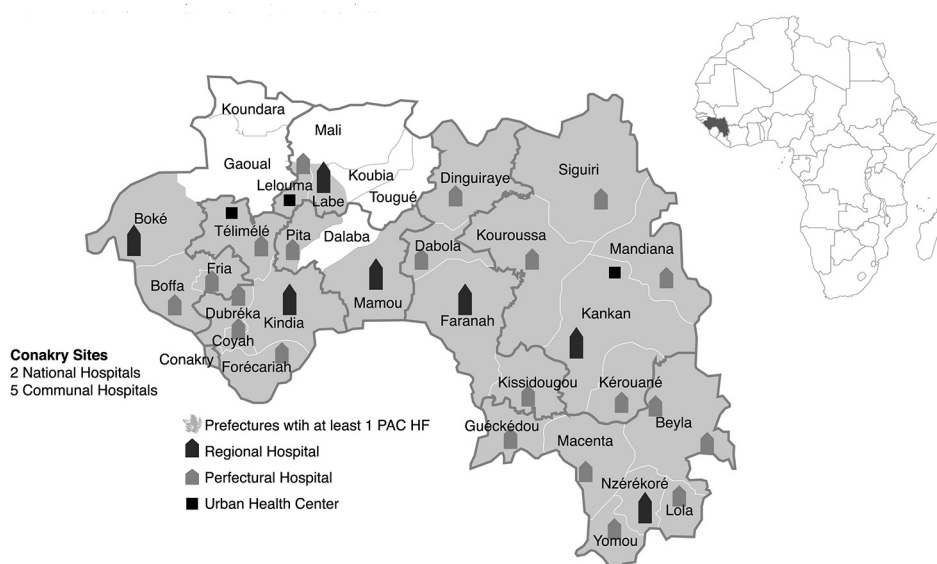 Koundara
Mali
Gaoual
Koubia
Lelouma
Labe
Tougué
Dinguiraye
Siguiri
Boké
Télimélé
Pita
Dalaba
Dabola
Kouroussa
Mandiana
Fria
Boffa
Dubréka
Kindia
Mamou
Faranah
Kankan
Coyah
Conakry
Forécariah
Conakry Sites
2 National Hospitals
5 Communal Hospitals
Kissidougou
Kérouané
Beyla
Guéckédou
Macenta
Nzérékoré
Lola
Yomou
Prefectures wtih at least 1 PAC HF
Regional Hospital
Perfectural Hospital
Urban Health Center